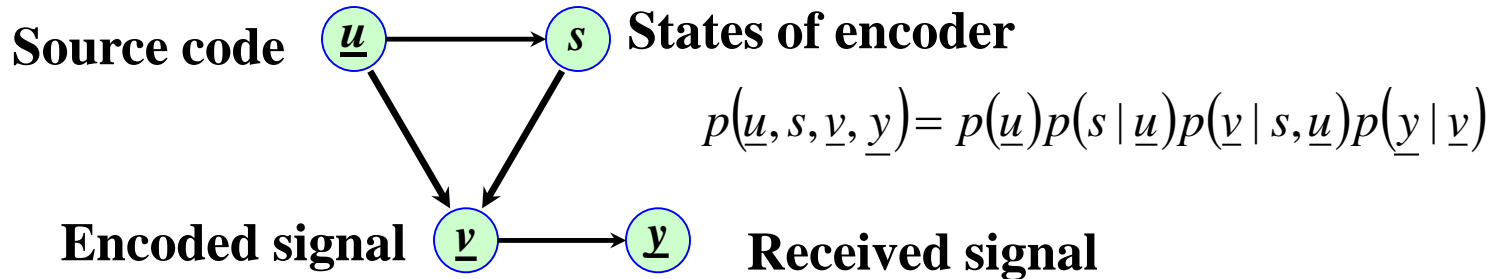 Source code u s States of encoder
p(u, s, v, y) = p(u)p(s | u)p(v | s, u)p(y | v)
Encoded signal v y Received signal